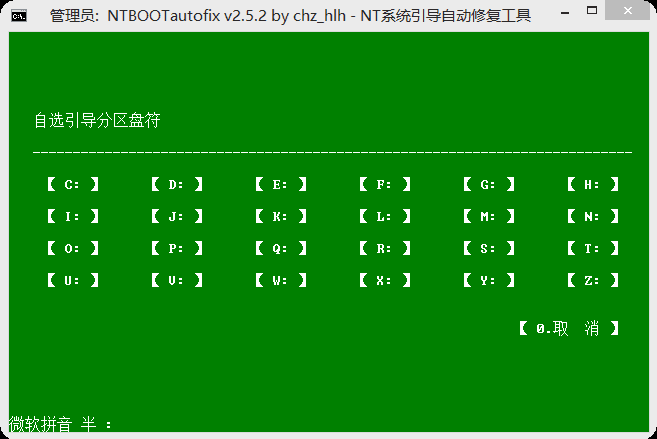 管理员: NTBOOTautofix v2.5.2 by chz_hlh - NT系统引导自动修复工具
自选引导分区盘符
【 C: 】 【 D: 】 【 E: 】 【 F: 】 【 G: 】 【 H: 】
【 I: 】 【 J: 】 【 K: 】 【 L: 】 【 M: 】 【 N: 】
【 O: 】 【 P: 】 【 Q: 】 【 R: 】 【 S: 】 【 T: 】
【 U: 】 【 V: 】 【 W: 】 【 X: 】 【 Y: 】 【 Z: 】
【 0.取 消 】
微软拼音 半 :